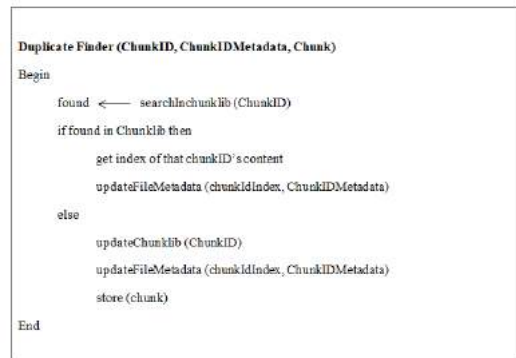 Duplicate Finder (ChunkID, ChunkIDMetadata, Chunk)
Begin
found ⟵ searchInchunklib (ChunkID)
if found in Chunklib then
get index of that chunkID's content
updateFileMetadata (chunkIdIndex, ChunkIDMetadata)
else
updateChunklib (ChunkID)
updateFileMetadata (chunkIdIndex, ChunkIDMetadata)
store (chunk)
End